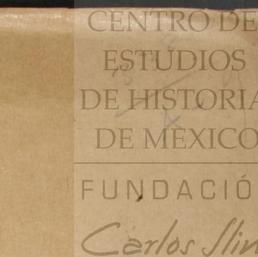 CENTRO DE
ESTUDIOS
DE HISTORIA
DE MÉXICO
FUNDACIÓ
Carlos Slim